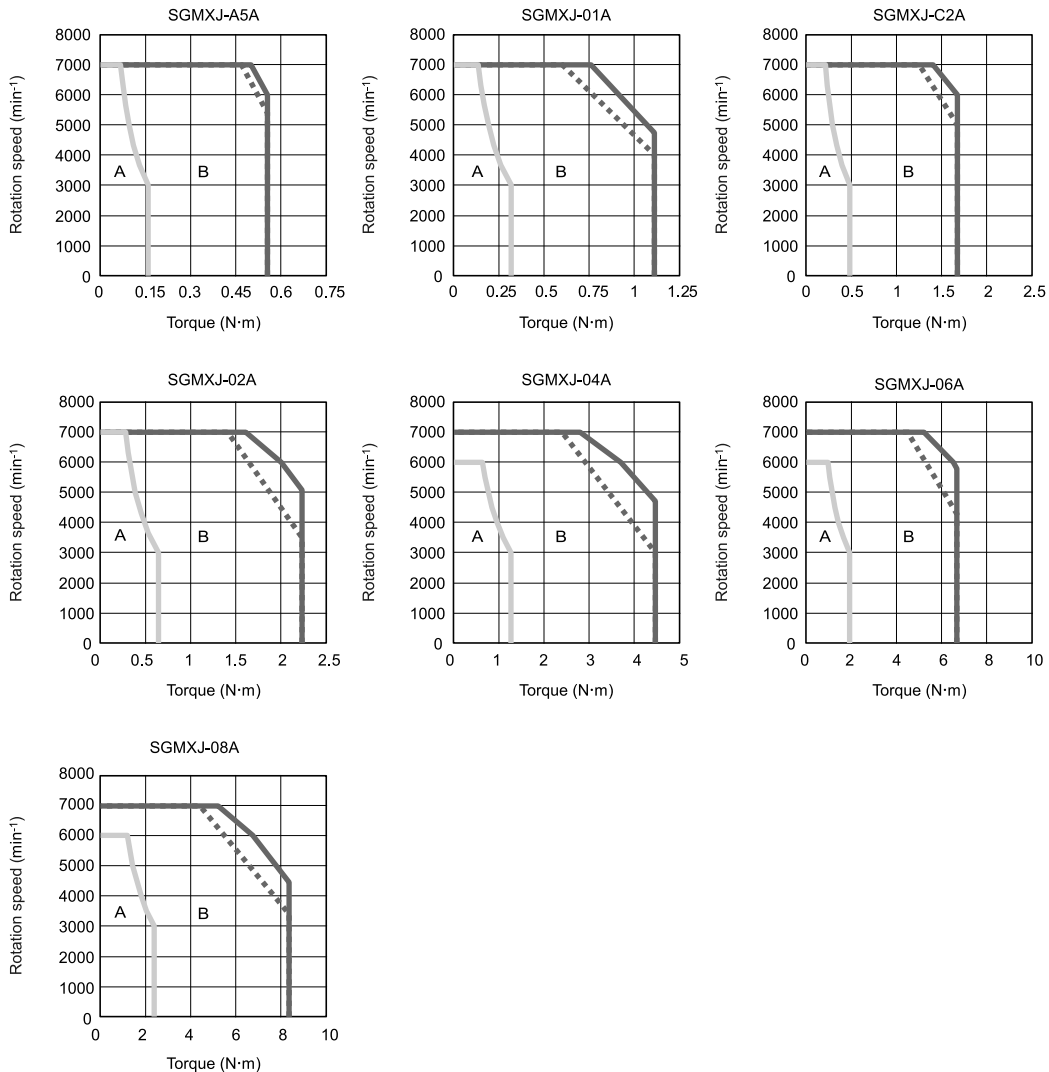 SGMXJ-A5A
8000
7000
6000
5000
4000
3000
2000
1000
0
Rotation speed (min-1)
A
B
0 0.15 0.3 0.45 0.6 0.75
Torque (N·m)
SGMXJ-01A
8000
7000
6000
5000
4000
3000
2000
1000
0
Rotation speed (min-1)
A
B
0 0.25 0.5 0.75 1 1.25
Torque (N·m)
SGMXJ-C2A
8000
7000
6000
5000
4000
3000
2000
1000
0
Rotation speed (min-1)
A
B
0 0.5 1 1.5 2 2.5
Torque (N·m)
SGMXJ-02A
8000
7000
6000
5000
4000
3000
2000
1000
0
Rotation speed (min-1)
A
B
0 0.5 1 1.5 2 2.5
Torque (N·m)
SGMXJ-04A
8000
7000
6000
5000
4000
3000
2000
1000
0
Rotation speed (min-1)
A
B
0 1 2 3 4 5
Torque (N·m)
SGMXJ-06A
8000
7000
6000
5000
4000
3000
2000
1000
0
Rotation speed (min-1)
A
B
0 2 4 6 8 10
Torque (N·m)
SGMXJ-08A
8000
7000
6000
5000
4000
3000
2000
1000
0
Rotation speed (min-1)
A
B
0 2 4 6 8 10
Torque (N·m)